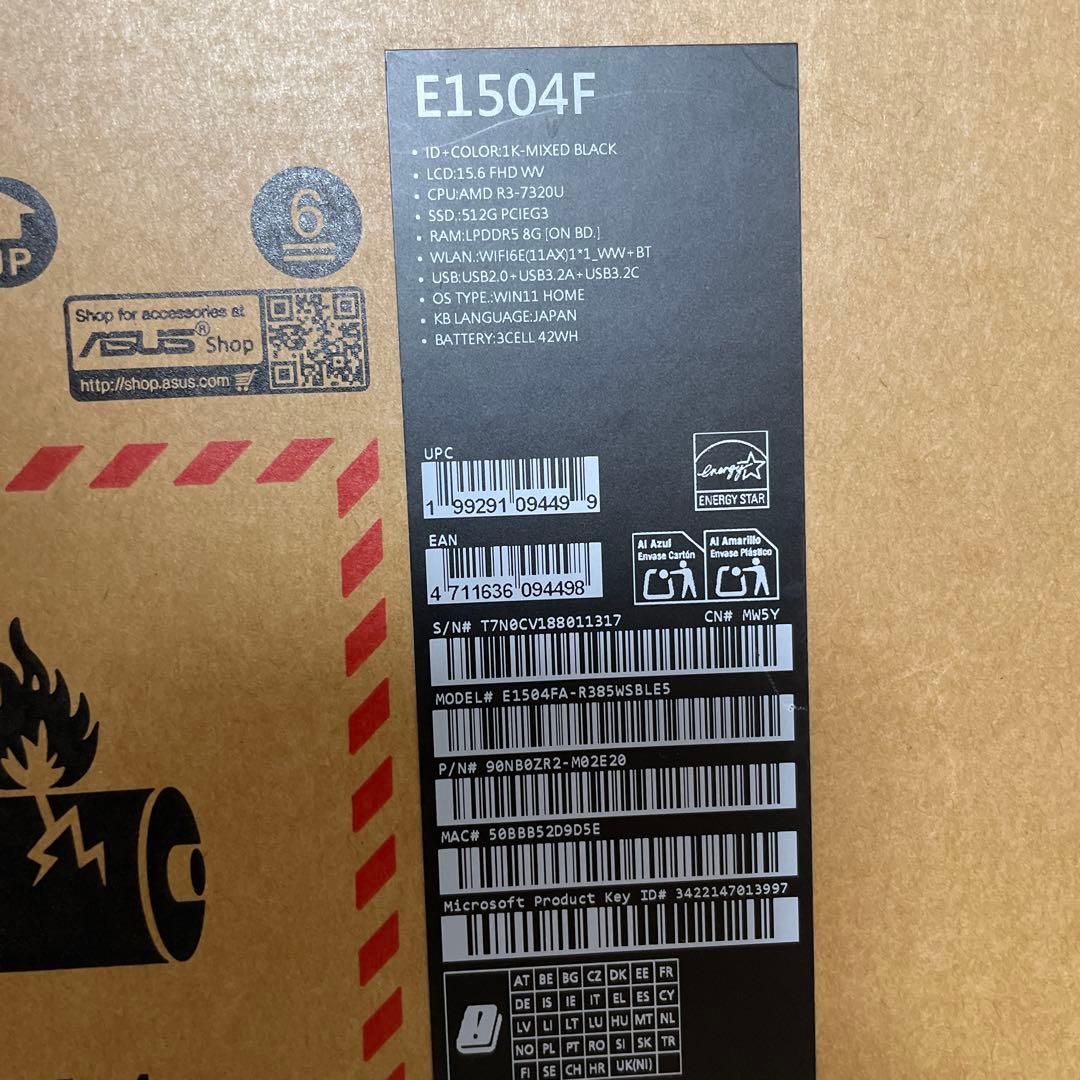 E1504F
• ID+COLOR:1K-MIXED BLACK
• LCD:15.6 FHD WV
• CPU:AMD R3-7320U
• SSD.:512G PCIEG3
• RAM:LPDDR5 8G [ON BD.]
• WLAN.:WIFI6E(11AX)1*1_WW+BT
• USB:USB2.0+USB3.2A+USB3.2C
• OS TYPE.:WIN11 HOME
• KB LANGUAGE:JAPAN
• BATTERY:3CELL 42WH
UP
6
Shop for accessories at
ASUS® Shop
http://shop.asus.com
UPC
1 99291 09449 9
energy
ENERGY STAR
EAN
4 711636 094498
Al Azul
Envase Cartón
Al Amarillo
Envase Plástico
S/N# T7N0CV188011317
CN# MW5Y
MODEL# E1504FA-R385WSBLE5
P/N# 90NB0ZR2-M02E20
MAC# 50BBB52D9D5E
Microsoft Product Key ID# 3422147013997
AT BE BG CZ DK EE FR
DE IS IE IT EL ES CY
LV LI LT LU HU MT NL
NO PL PT RO SI SK TR
FI SE CH HR UK(NI)